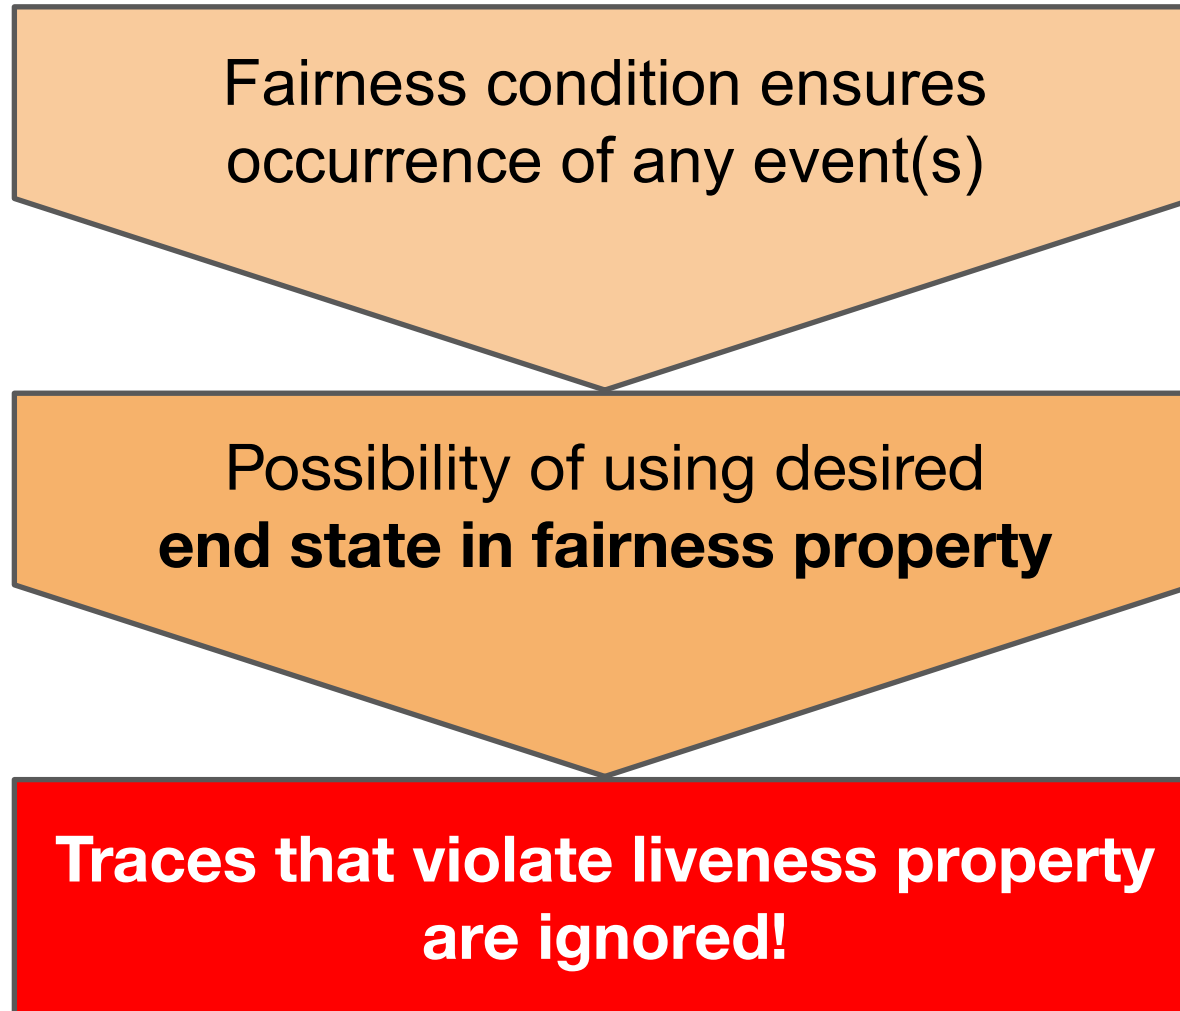 Fairness condition ensures
occurrence of any event(s)
Possibility of using desired
end state in fairness property
Traces that violate liveness property
are ignored!